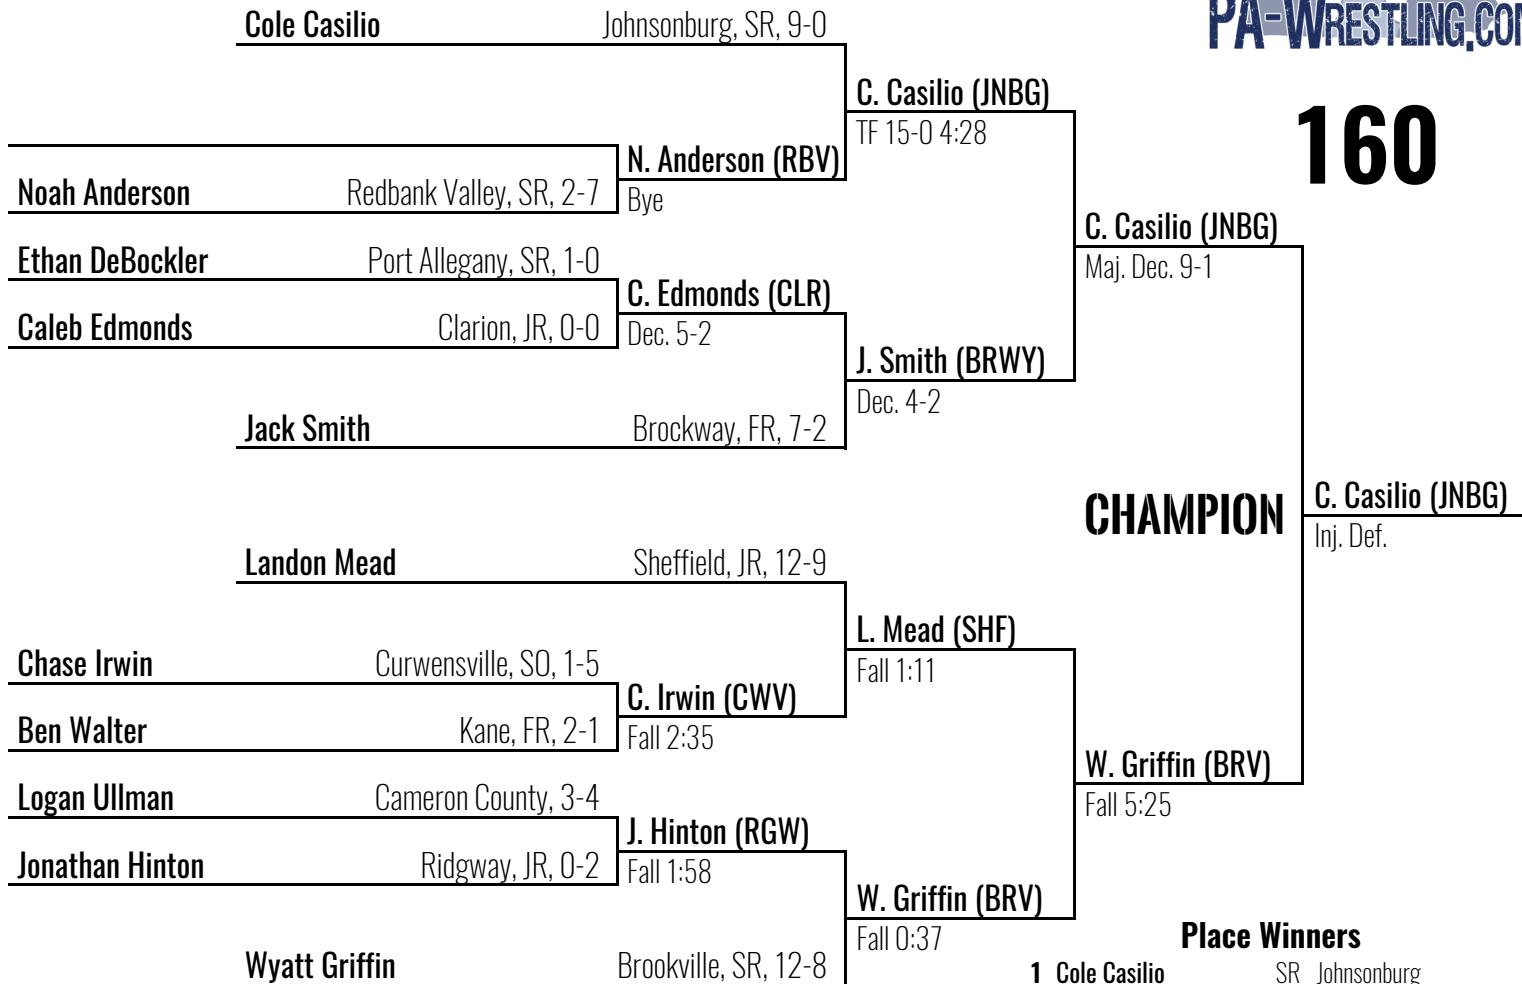 PA-WRESTLING.COM
160
Cole Casilio Johnsonburg, SR, 9-0
C. Casilio (JNBG)
TF 15-0 4:28
N. Anderson (RBV)
Noah Anderson Redbank Valley, SR, 2-7
Bye
C. Casilio (JNBG)
Maj. Dec. 9-1
Ethan DeBockler Port Allegany, SR, 1-0
C. Edmonds (CLR)
Caleb Edmonds Clarion, JR, 0-0
Dec. 5-2
J. Smith (BRWY)
Dec. 4-2
Jack Smith Brockway, FR, 7-2
CHAMPION
C. Casilio (JNBG)
Inj. Def.
Landon Mead Sheffield, JR, 12-9
L. Mead (SHF)
Fall 1:11
Chase Irwin Curwensville, SO, 1-5
C. Irwin (CWV)
Ben Walter Kane, FR, 2-1
Fall 2:35
W. Griffin (BRV)
Fall 5:25
Logan Ullman Cameron County, 3-4
J. Hinton (RGW)
Jonathan Hinton Ridgway, JR, 0-2
Fall 1:58
W. Griffin (BRV)
Fall 0:37
Wyatt Griffin Brookville, SR, 12-8
Place Winners
1 Cole Casilio SR Johnsonburg